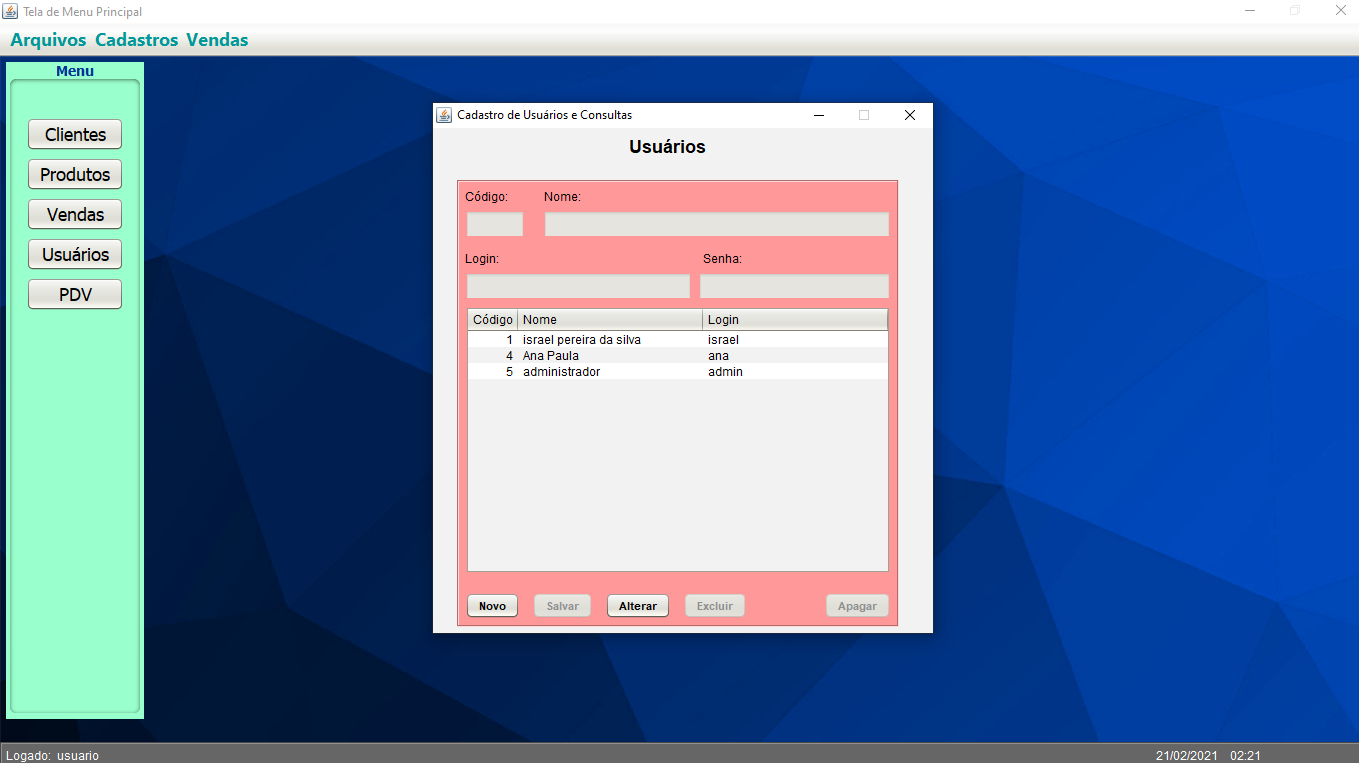 Tela de Menu Principal
Arquivos Cadastros Vendas
Menu
Clientes
Produtos
Vendas
Usuários
PDV
Cadastro de Usuários e Consultas
Usuários
Código: Nome:
Login: Senha:
Código Nome Login
1 israel pereira da silva israel
4 Ana Paula ana
5 administrador admin
Novo Salvar Alterar Excluir Apagar
Logado: usuario 21/02/2021 02:21